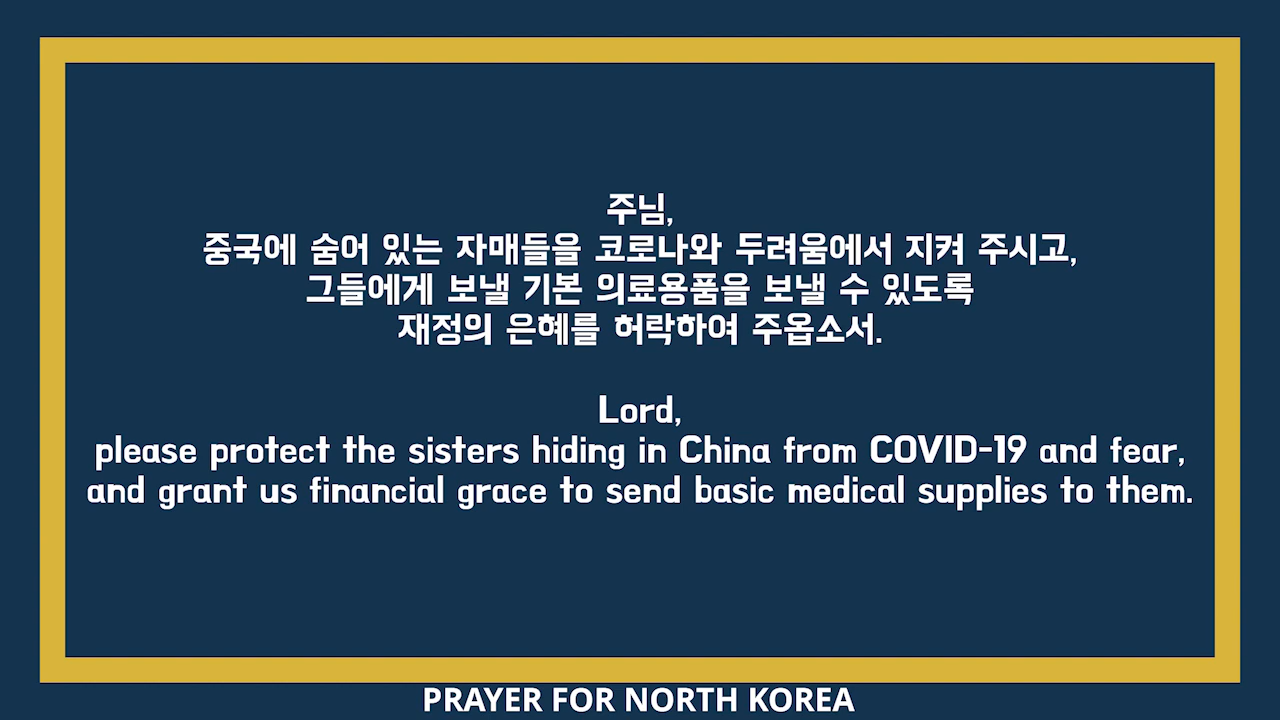 주님,
중국에 숨어 있는 자매들을 코로나와 두려움에서 지켜 주시고,
그들에게 보낼 기본 의료용품을 보낼 수 있도록
재정의 은혜를 허락하여 주옵소서.
Lord,
please protect the sisters hiding in China from COVID-19 and fear,
and grant us financial grace to send basic medical supplies to them.
PRAYER FOR NORTH KOREA